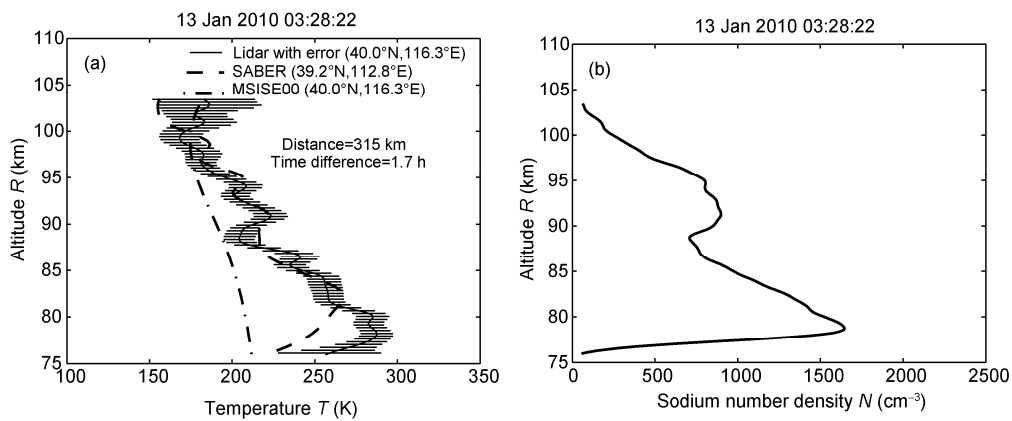 13 Jan 2010 03:28:22
(a)
Lidar with error (40.0°N,116.3°E)
SABER (39.2°N,112.8°E)
MSISE00 (40.0°N,116.3°E)
Distance=315 km
Time difference=1.7 h
110
105
100
95
90
85
80
75
Altitude R (km)
100 150 200 250 300 350
Temperature T (K)
13 Jan 2010 03:28:22
(b)
110
105
100
95
90
85
80
75
Altitude R (km)
0 500 1000 1500 2000 2500
Sodium number density N (cm⁻³)